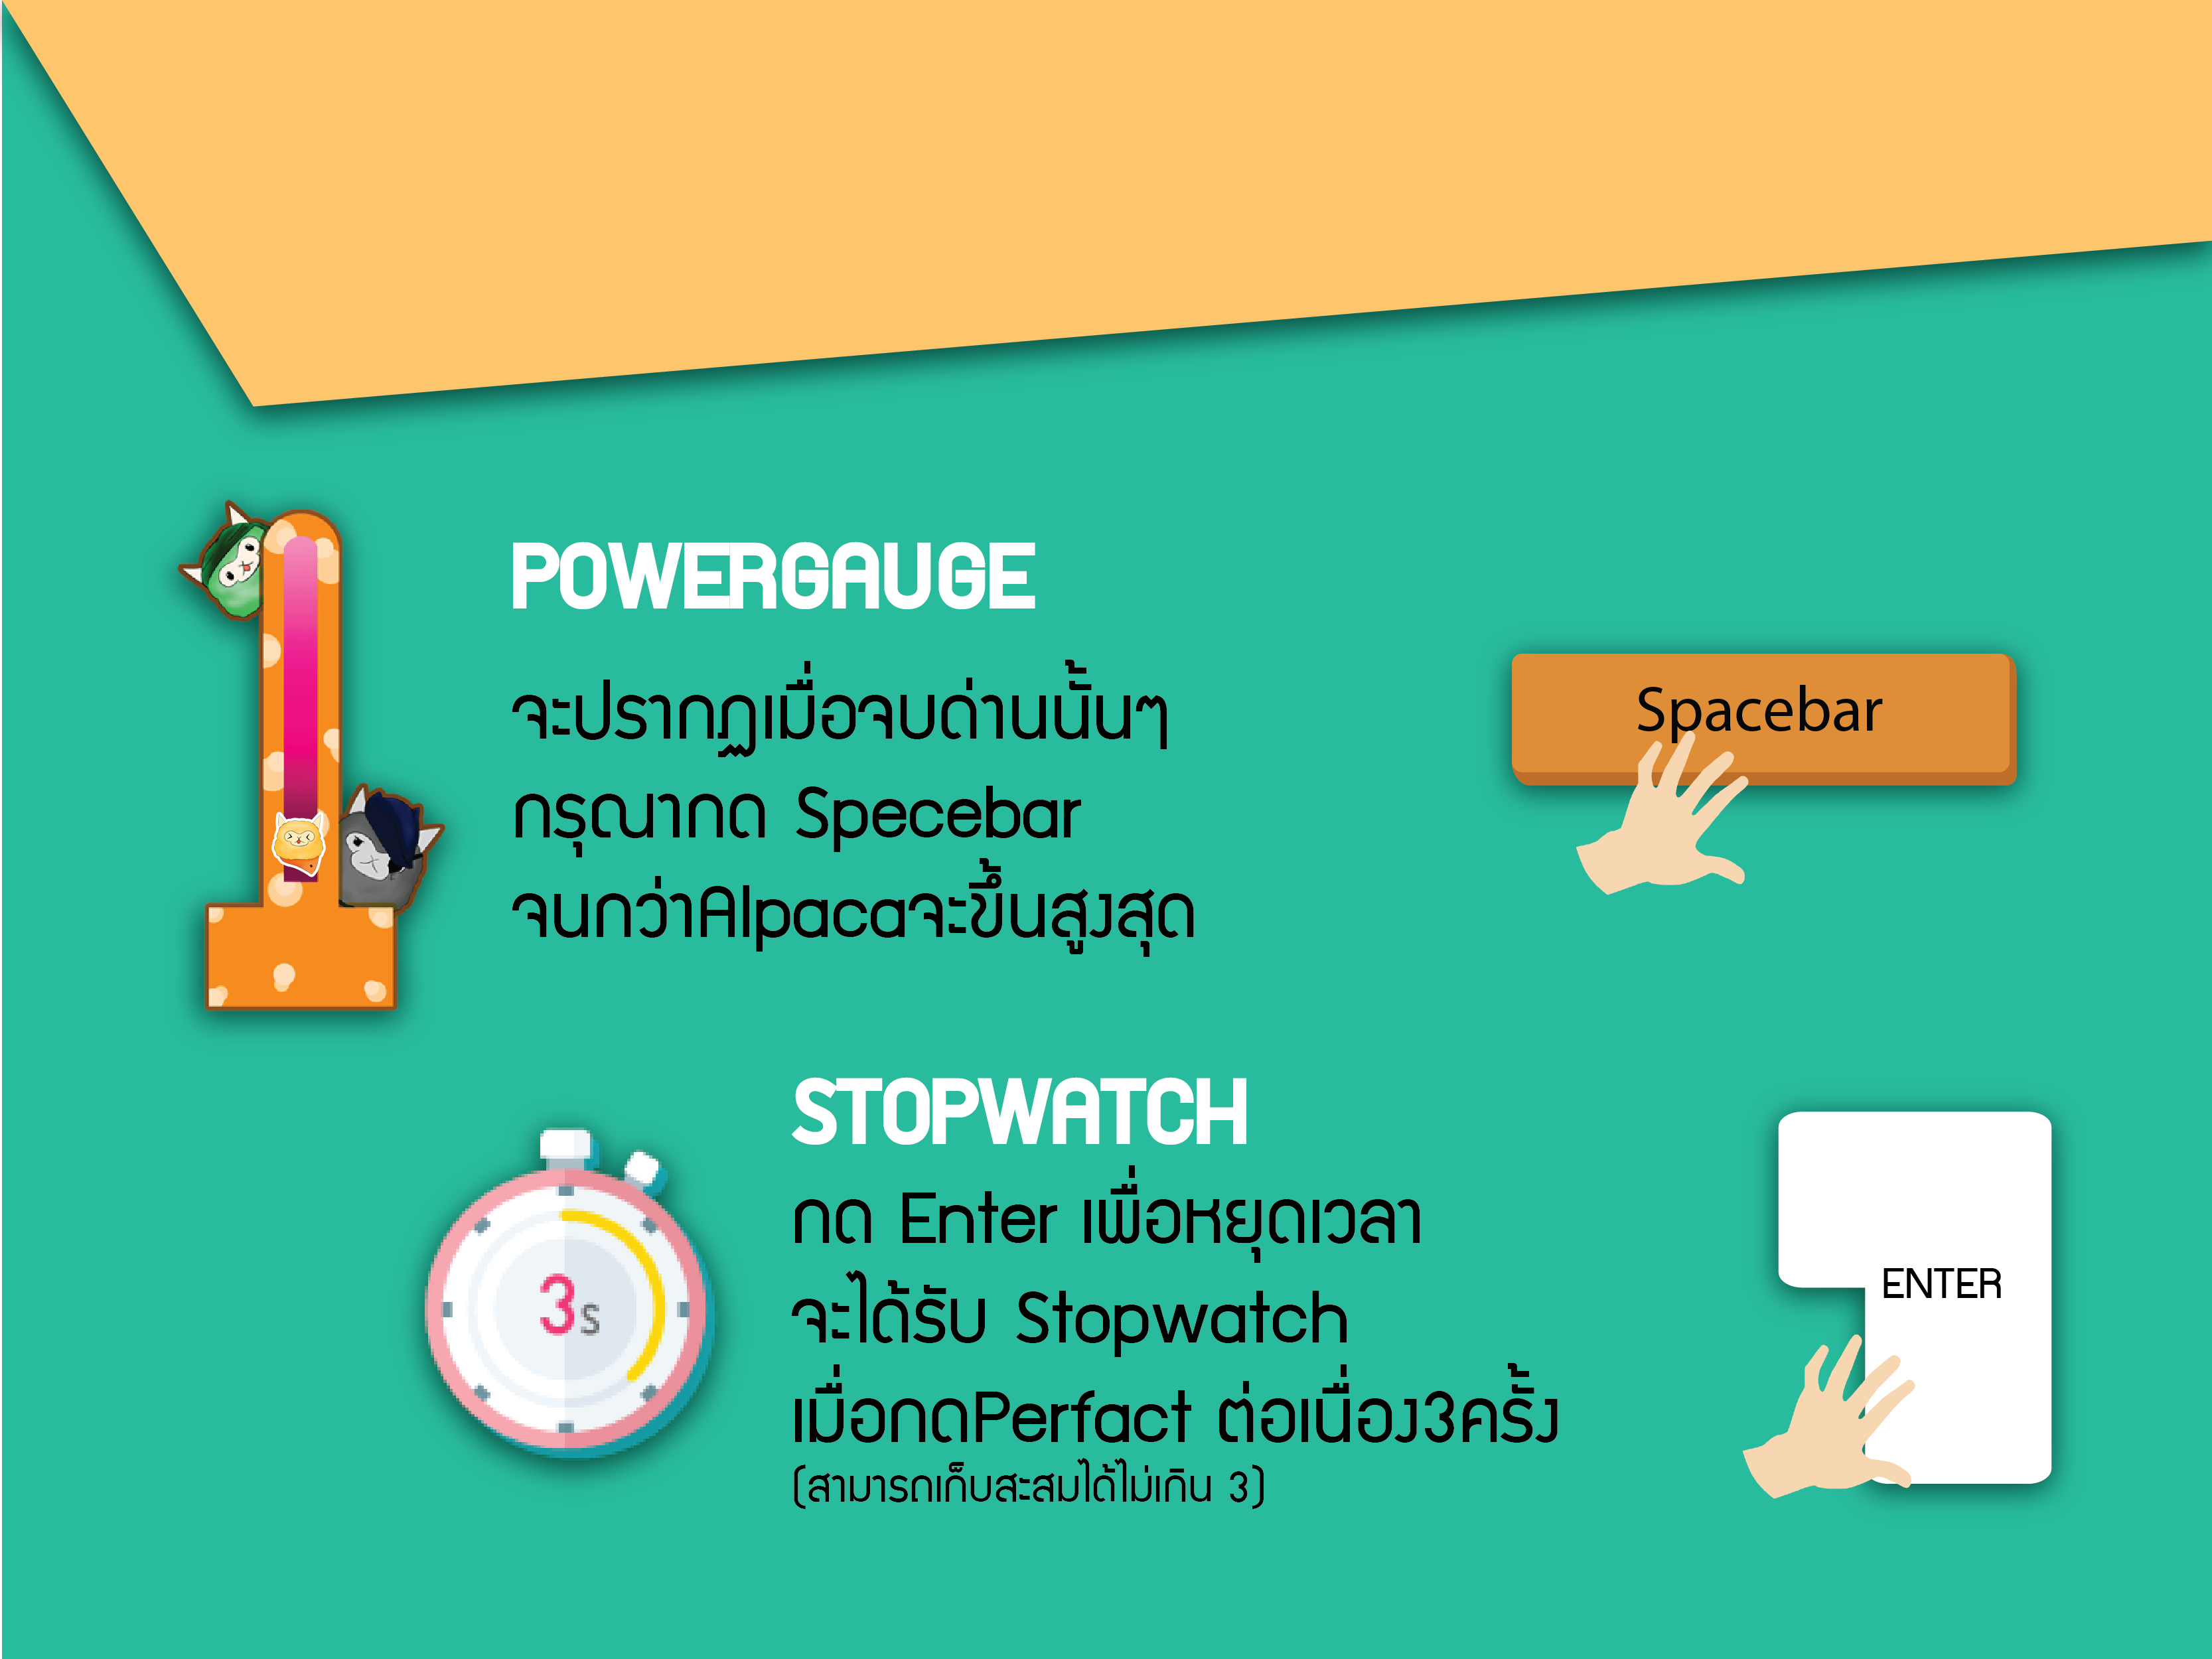 POWERGAUGE
จะปรากฏเมื่อจบด่านนั้นๆ
กรุณากด Specebar
จนกว่าAlpacaจะขึ้นสูงสุด
Spacebar
STOPWATCH
กด Enter เพื่อหยุดเวลา
จะได้รับ Stopwatch
เมื่อกดPerfact ต่อเนื่อง3ครั้ง
(สามารถเก็บสะสมได้ไม่เกิน 3)
3s
ENTER